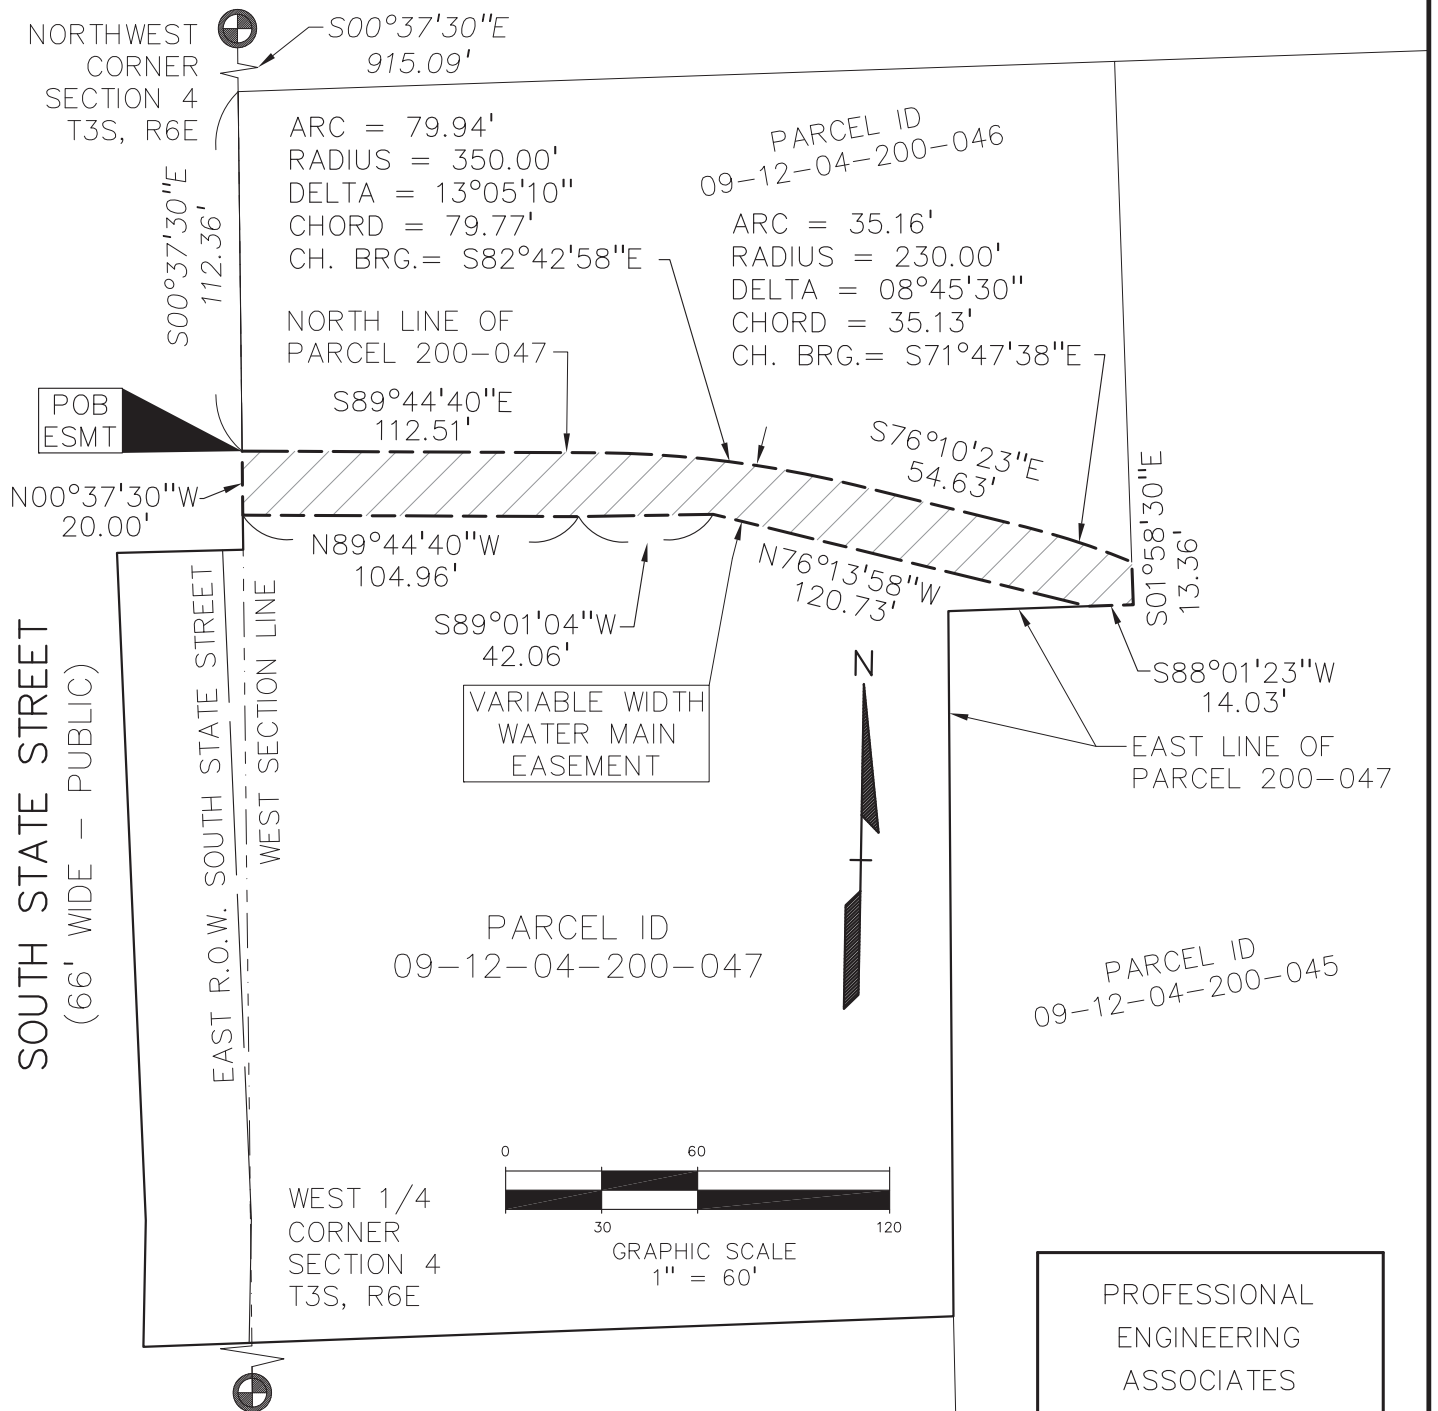 NORTHWEST
CORNER
SECTION 4
T3S, R6E
S00°37'30"E
915.09'
S00°37'30"E
112.36'
ARC = 79.94'
RADIUS = 350.00'
DELTA = 13°05'10"
CHORD = 79.77'
CH. BRG.= S82°42'58"E
PARCEL ID
09-12-04-200-046
ARC = 35.16'
RADIUS = 230.00'
DELTA = 08°45'30"
CHORD = 35.13'
CH. BRG.= S71°47'38"E
NORTH LINE OF
PARCEL 200-047
POB
ESMT
S89°44'40"E
112.51'
S76°10'23"E
54.63'
N00°37'30"W
20.00'
N89°44'40"W
104.96'
S89°01'04"W
42.06'
N76°13'58"W
120.73'
S01°58'30"E
13.36'
S88°01'23"W
14.03'
VARIABLE WIDTH
WATER MAIN
EASEMENT
N
EAST LINE OF
PARCEL 200-047
SOUTH STATE STREET
(66' WIDE - PUBLIC)
EAST R.O.W. SOUTH STATE STREET
WEST SECTION LINE
PARCEL ID
09-12-04-200-047
PARCEL ID
09-12-04-200-045
0 60
30 120
GRAPHIC SCALE
1" = 60'
WEST 1/4
CORNER
SECTION 4
T3S, R6E
PROFESSIONAL
ENGINEERING
ASSOCIATES